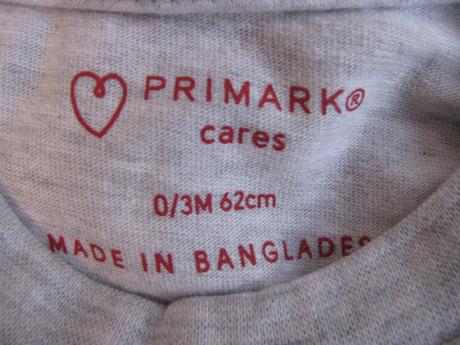 PRIMARK®
cares
0/3M 62cm
MADE IN BANGLADES